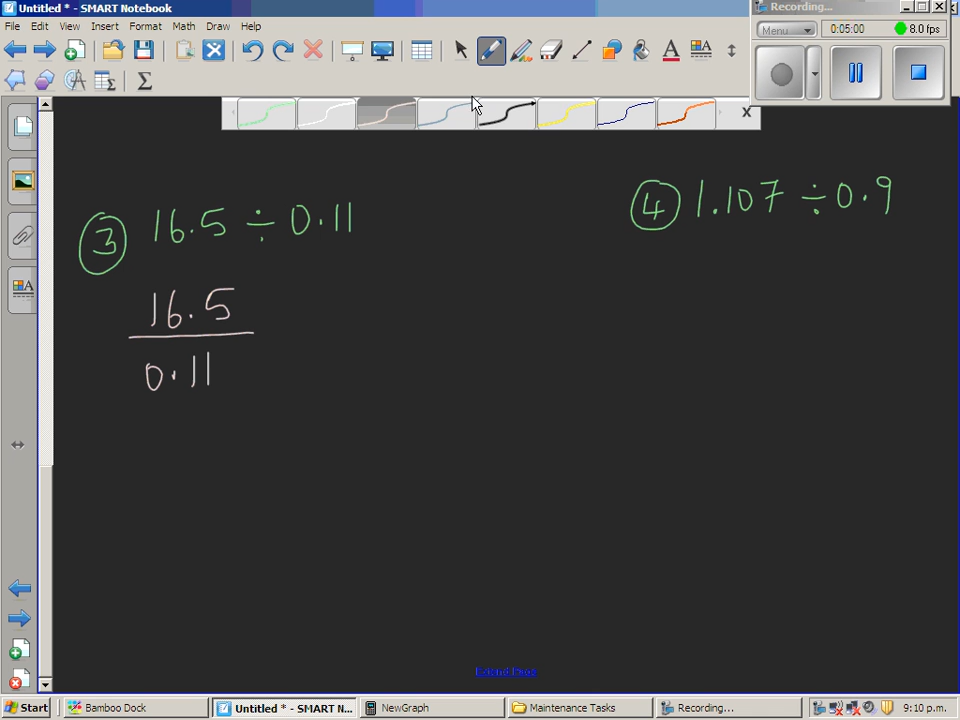 Untitled * - SMART Notebook
Recording...
File Edit View Insert Format Draw Help
Menu
0:05:00
8.0 fps
③ 16.5 ÷ 0.11
④ 1.107 ÷ 0.9
16.5
0.11
Extend Page
Start
Bamboo Dock
Untitled * - SMART N...
NewGraph
Maintenance Tasks
Recording...
9:10 p.m.